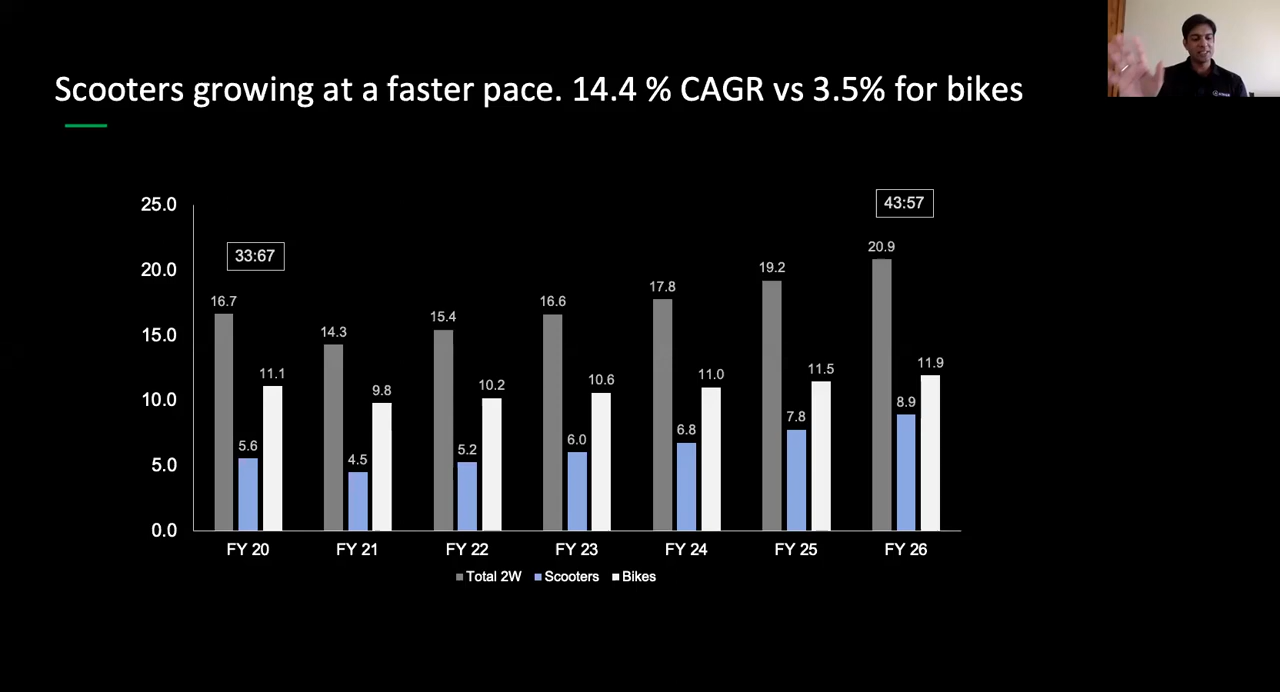 Scooters growing at a faster pace. 14.4 % CAGR vs 3.5% for bikes
25.0
20.0
15.0
10.0
5.0
0.0
33:67
43:57
16.7
5.6
11.1
14.3
4.5
9.8
15.4
5.2
10.2
16.6
6.0
10.6
17.8
6.8
11.0
19.2
7.8
11.5
20.9
8.9
11.9
FY 20
FY 21
FY 22
FY 23
FY 24
FY 25
FY 26
Total 2W
Scooters
Bikes